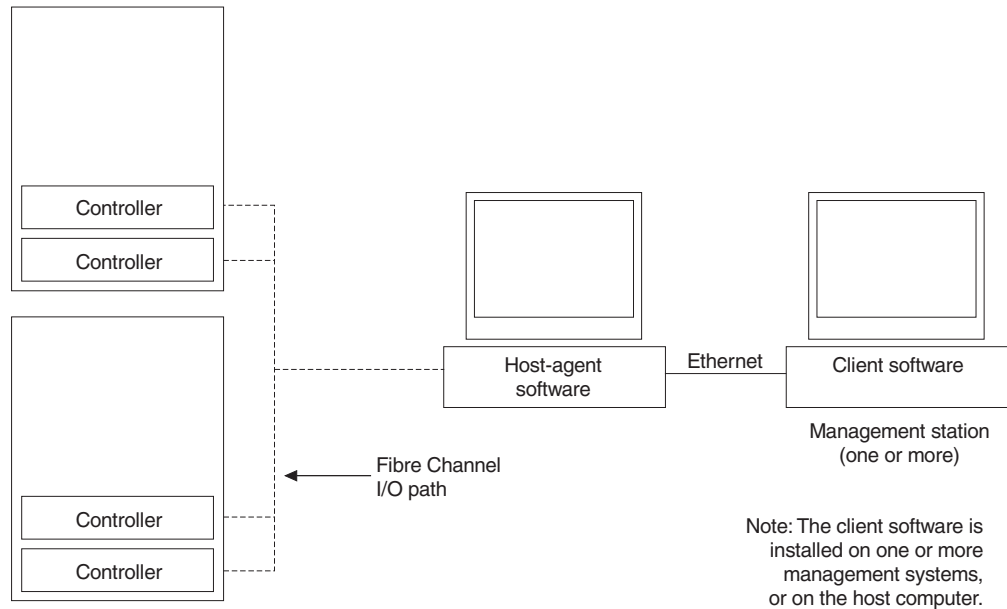 Controller
Controller
Host-agent
software
Ethernet
Client software
Management station
(one or more)
Fibre Channel
I/O path
Controller
Controller
Note: The client software is
installed on one or more
management systems,
or on the host computer.